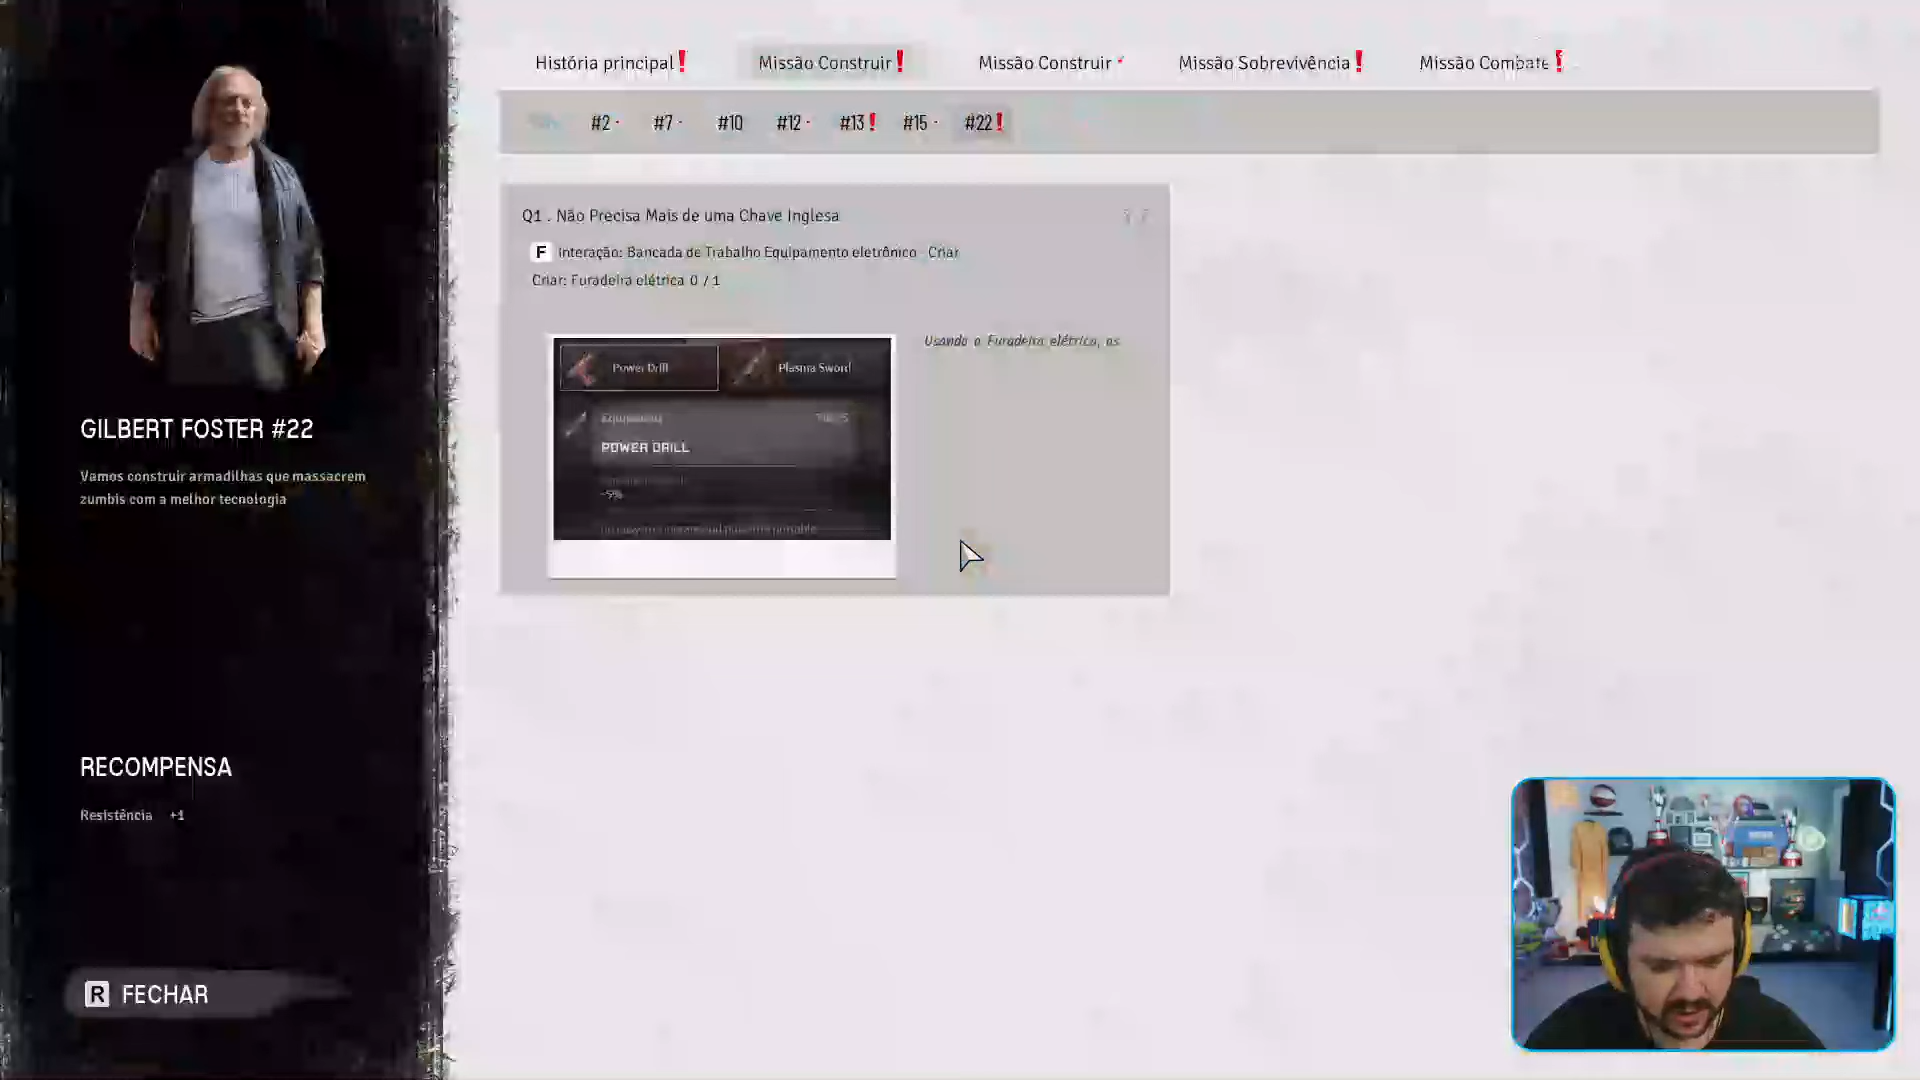 História principal!
Missão Construir!
Missão Construir
Missão Sobrevivência!
Missão Combate!
#2
#7
#10
#12
#13!
#15
#22!
Q1 . Não Precisa Mais de uma Chave Inglesa
F Interação: Bancada de Trabalho Equipamento eletrônico - Criar
Criar: Furadeira elétrica 0 / 1
Usando a Furadeira elétrica, as
Power Drill
Plasma Sword
Equipment
POWER DRILL
-5%
GILBERT FOSTER #22
Vamos construir armadilhas que massacrem
zumbis com a melhor tecnologia
RECOMPENSA
Resistência +1
R FECHAR